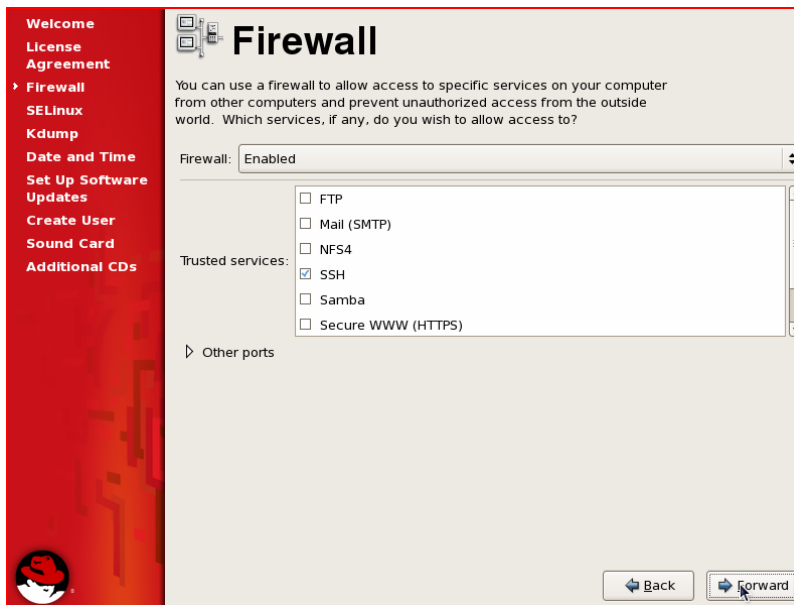 Welcome
License
Agreement
Firewall
SELinux
Kdump
Date and Time
Set Up Software
Updates
Create User
Sound Card
Additional CDs
Firewall
You can use a firewall to allow access to specific services on your computer
from other computers and prevent unauthorized access from the outside
world. Which services, if any, do you wish to allow access to?
Firewall: Enabled
Trusted services:
FTP
Mail (SMTP)
NFS4
SSH
Samba
Secure WWW (HTTPS)
Other ports
Back
Forward